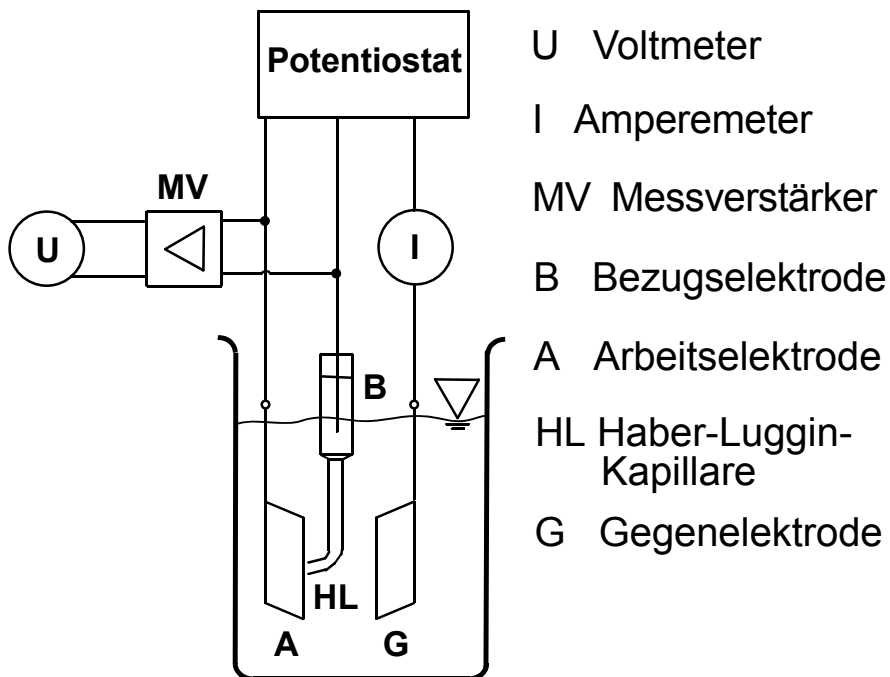 Potentiostat
MV
U
I
B
HL
A
G
U Voltmeter
I Amperemeter
MV Messverstärker
B Bezugselektrode
A Arbeitselektrode
HL Haber-Luggin-
Kapillare
G Gegenelektrode